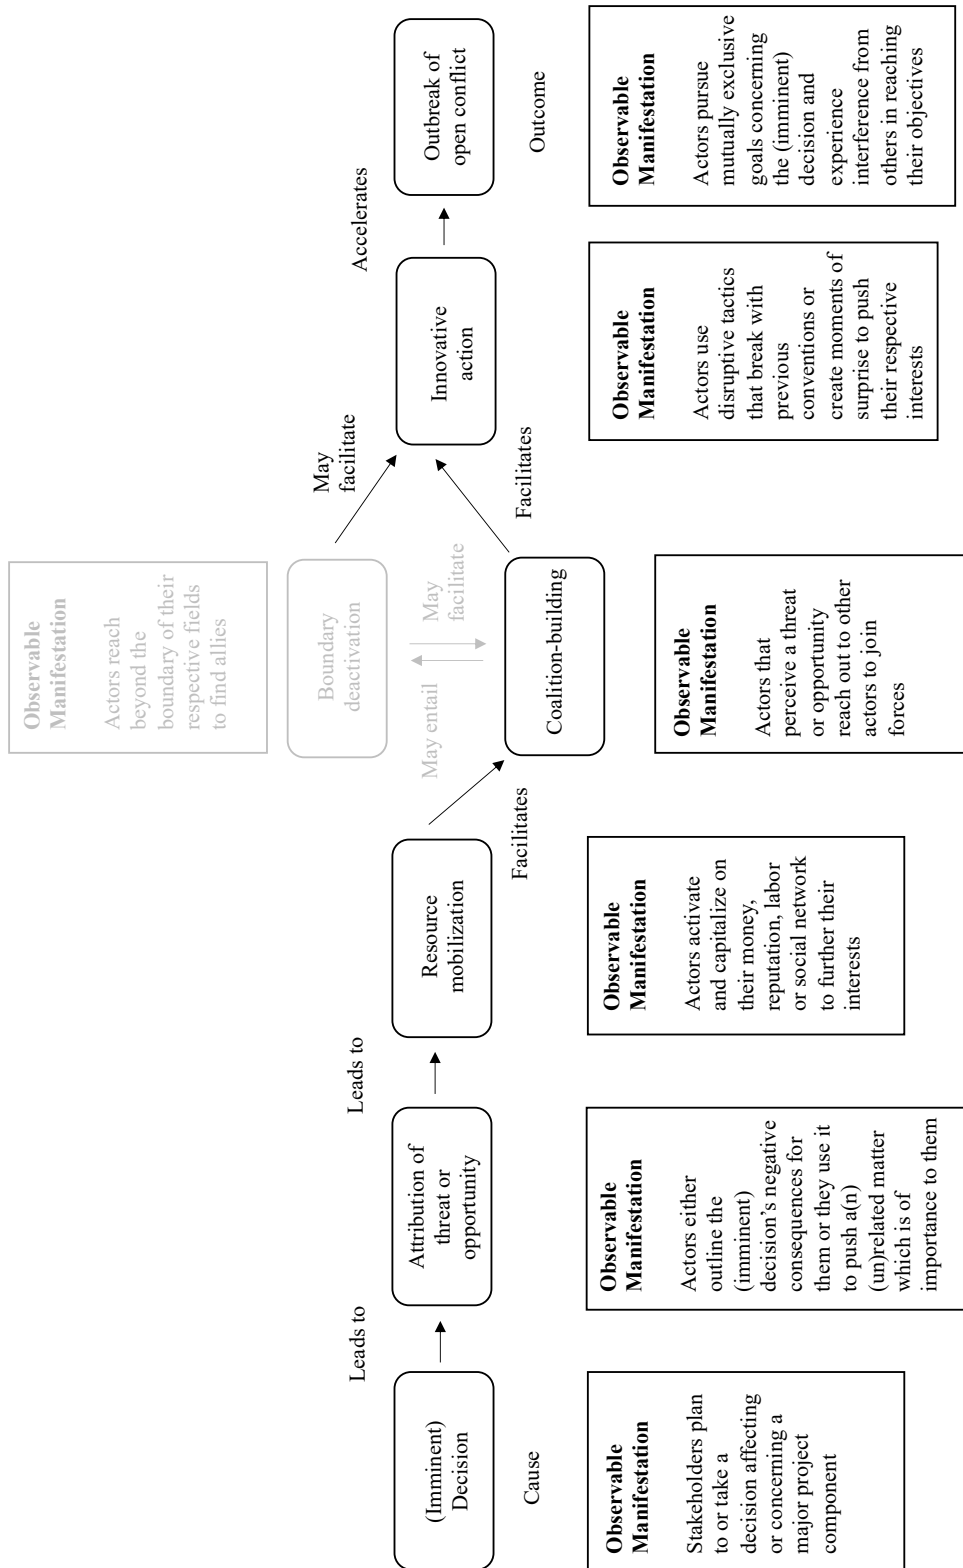 Observable
Manifestation
Actors reach
beyond the
boundary of their
respective fields
to find allies
Leads to
Leads to
May
facilitate
Accelerates
(Imminent)
Decision
Attribution of
threat or
opportunity
Resource
mobilization
Boundary
deactivation
Innovative
action
Outbreak of
open conflict
May entail
May
facilitate
Cause
Facilitates
Coalition-building
Facilitates
Outcome
Observable
Manifestation
Stakeholders plan
to or take a
decision affecting
or concerning a
major project
component
Observable
Manifestation
Actors either
outline the
(imminent)
decision’s negative
consequences for
them or they use it
to push a(n)
(un)related matter
which is of
importance to them
Observable
Manifestation
Actors activate
and capitalize on
their money,
reputation, labor
or social network
to further their
interests
Observable
Manifestation
Actors that
perceive a threat
or opportunity
reach out to other
actors to join
forces
Observable
Manifestation
Actors use
disruptive tactics
that break with
previous
conventions or
create moments of
surprise to push
their respective
interests
Observable
Manifestation
Actors pursue
mutually exclusive
goals concerning
the (imminent)
decision and
experience
interference from
others in reaching
their objectives